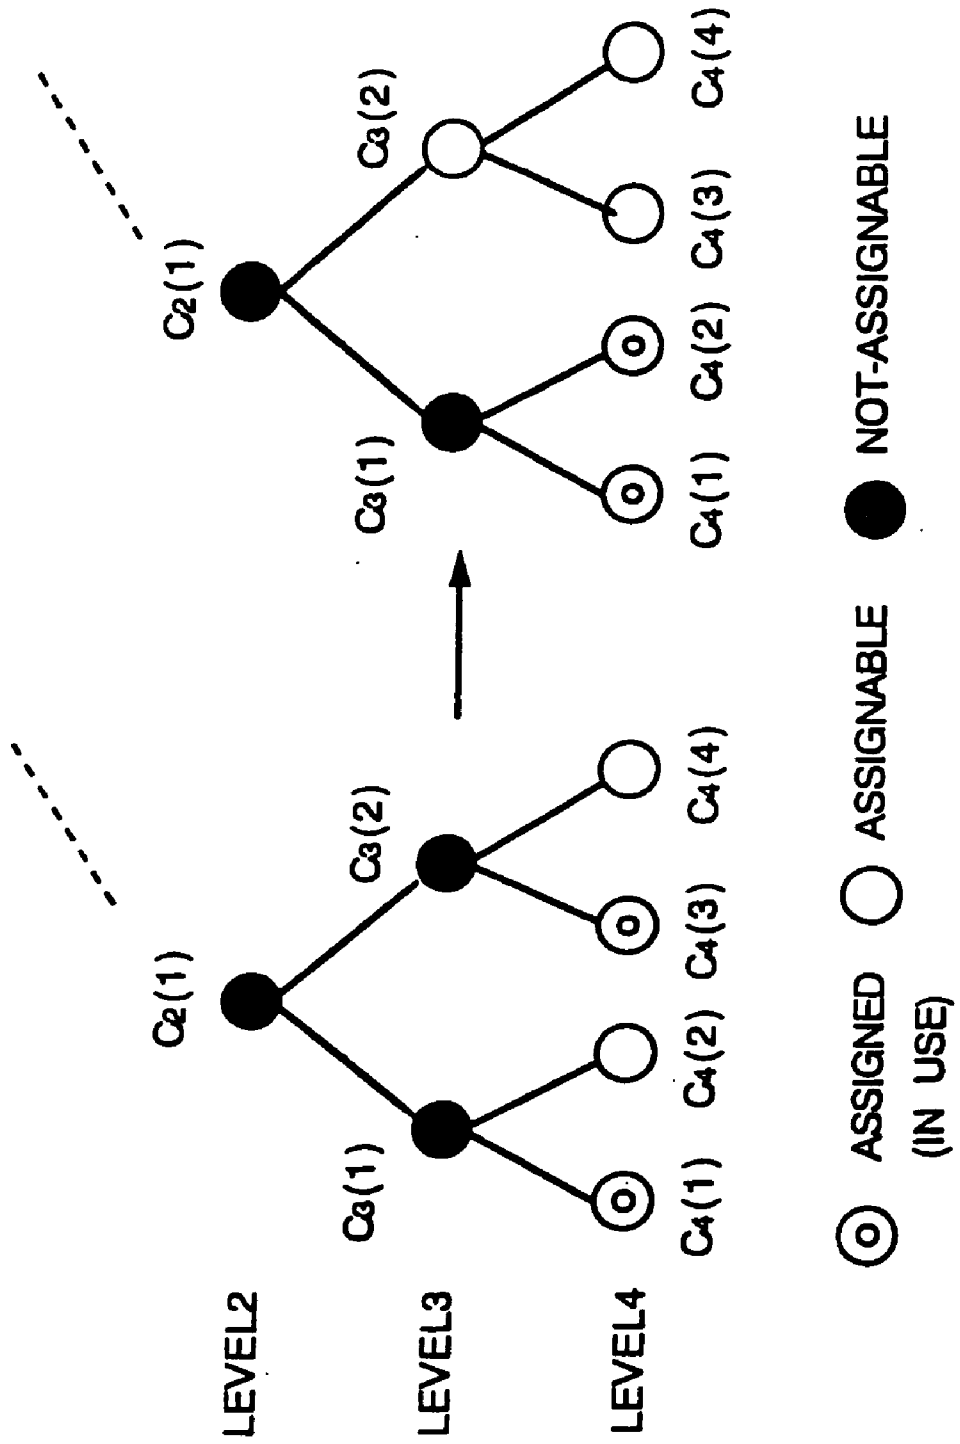 C2(1) C2(1)
LEVEL2
C3(1) C3(2) C3(1) C3(2)
LEVEL3
LEVEL4
C4(1) C4(2) C4(3) C4(4) C4(1) C4(2) C4(3) C4(4)
ASSIGNED ASSIGNABLE NOT-ASSIGNABLE
(IN USE)